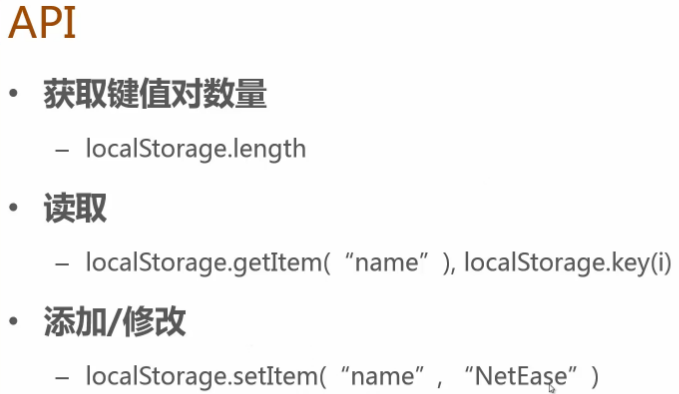 API
• 获取键值对数量
– localStorage.length
• 读取
– localStorage.getItem(“name”), localStorage.key(i)
• 添加/修改
– localStorage.setItem(“name”, “NetEase”)